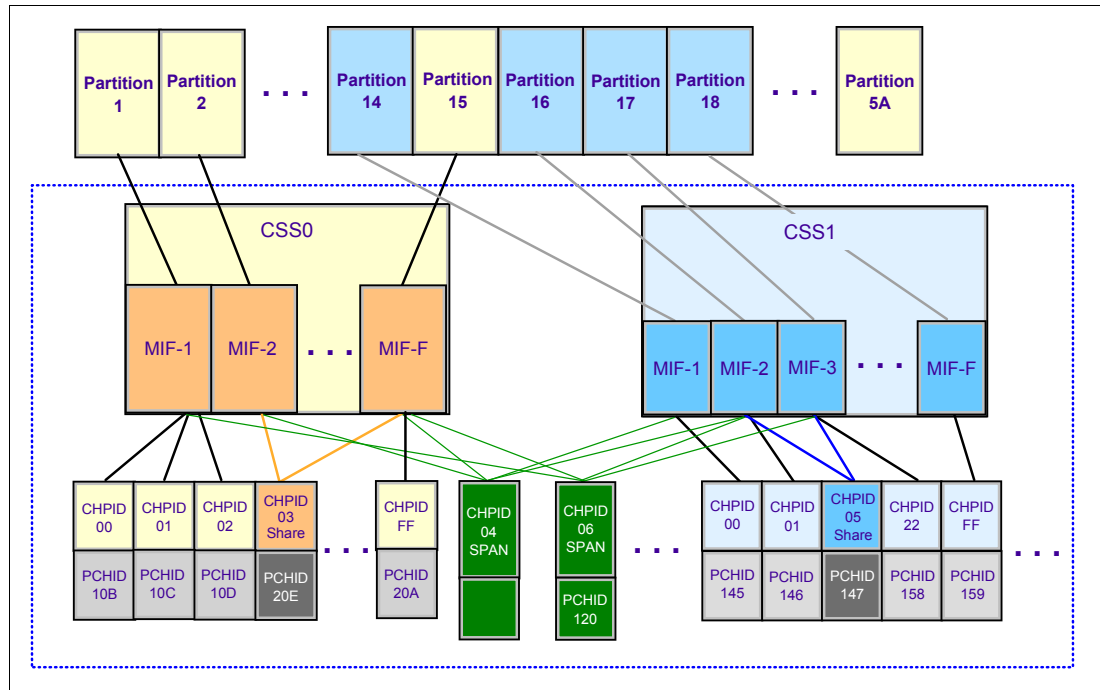 Partition
1
Partition
2
. . .
Partition
14
Partition
15
Partition
16
Partition
17
Partition
18
. . .
Partition
5A
CSS0
CSS1
MIF-1
MIF-2
. . .
MIF-F
MIF-1
MIF-2
MIF-3
. . .
MIF-F
CHPID
00
CHPID
01
CHPID
02
CHPID
03
Share
. . .
CHPID
FF
CHPID
04
SPAN
CHPID
06
SPAN
. . .
CHPID
00
CHPID
01
CHPID
05
Share
CHPID
22
CHPID
FF
. . .
PCHID
10B
PCHID
10C
PCHID
10D
PCHID
20E
PCHID
20A
PCHID
120
PCHID
145
PCHID
146
PCHID
147
PCHID
158
PCHID
159